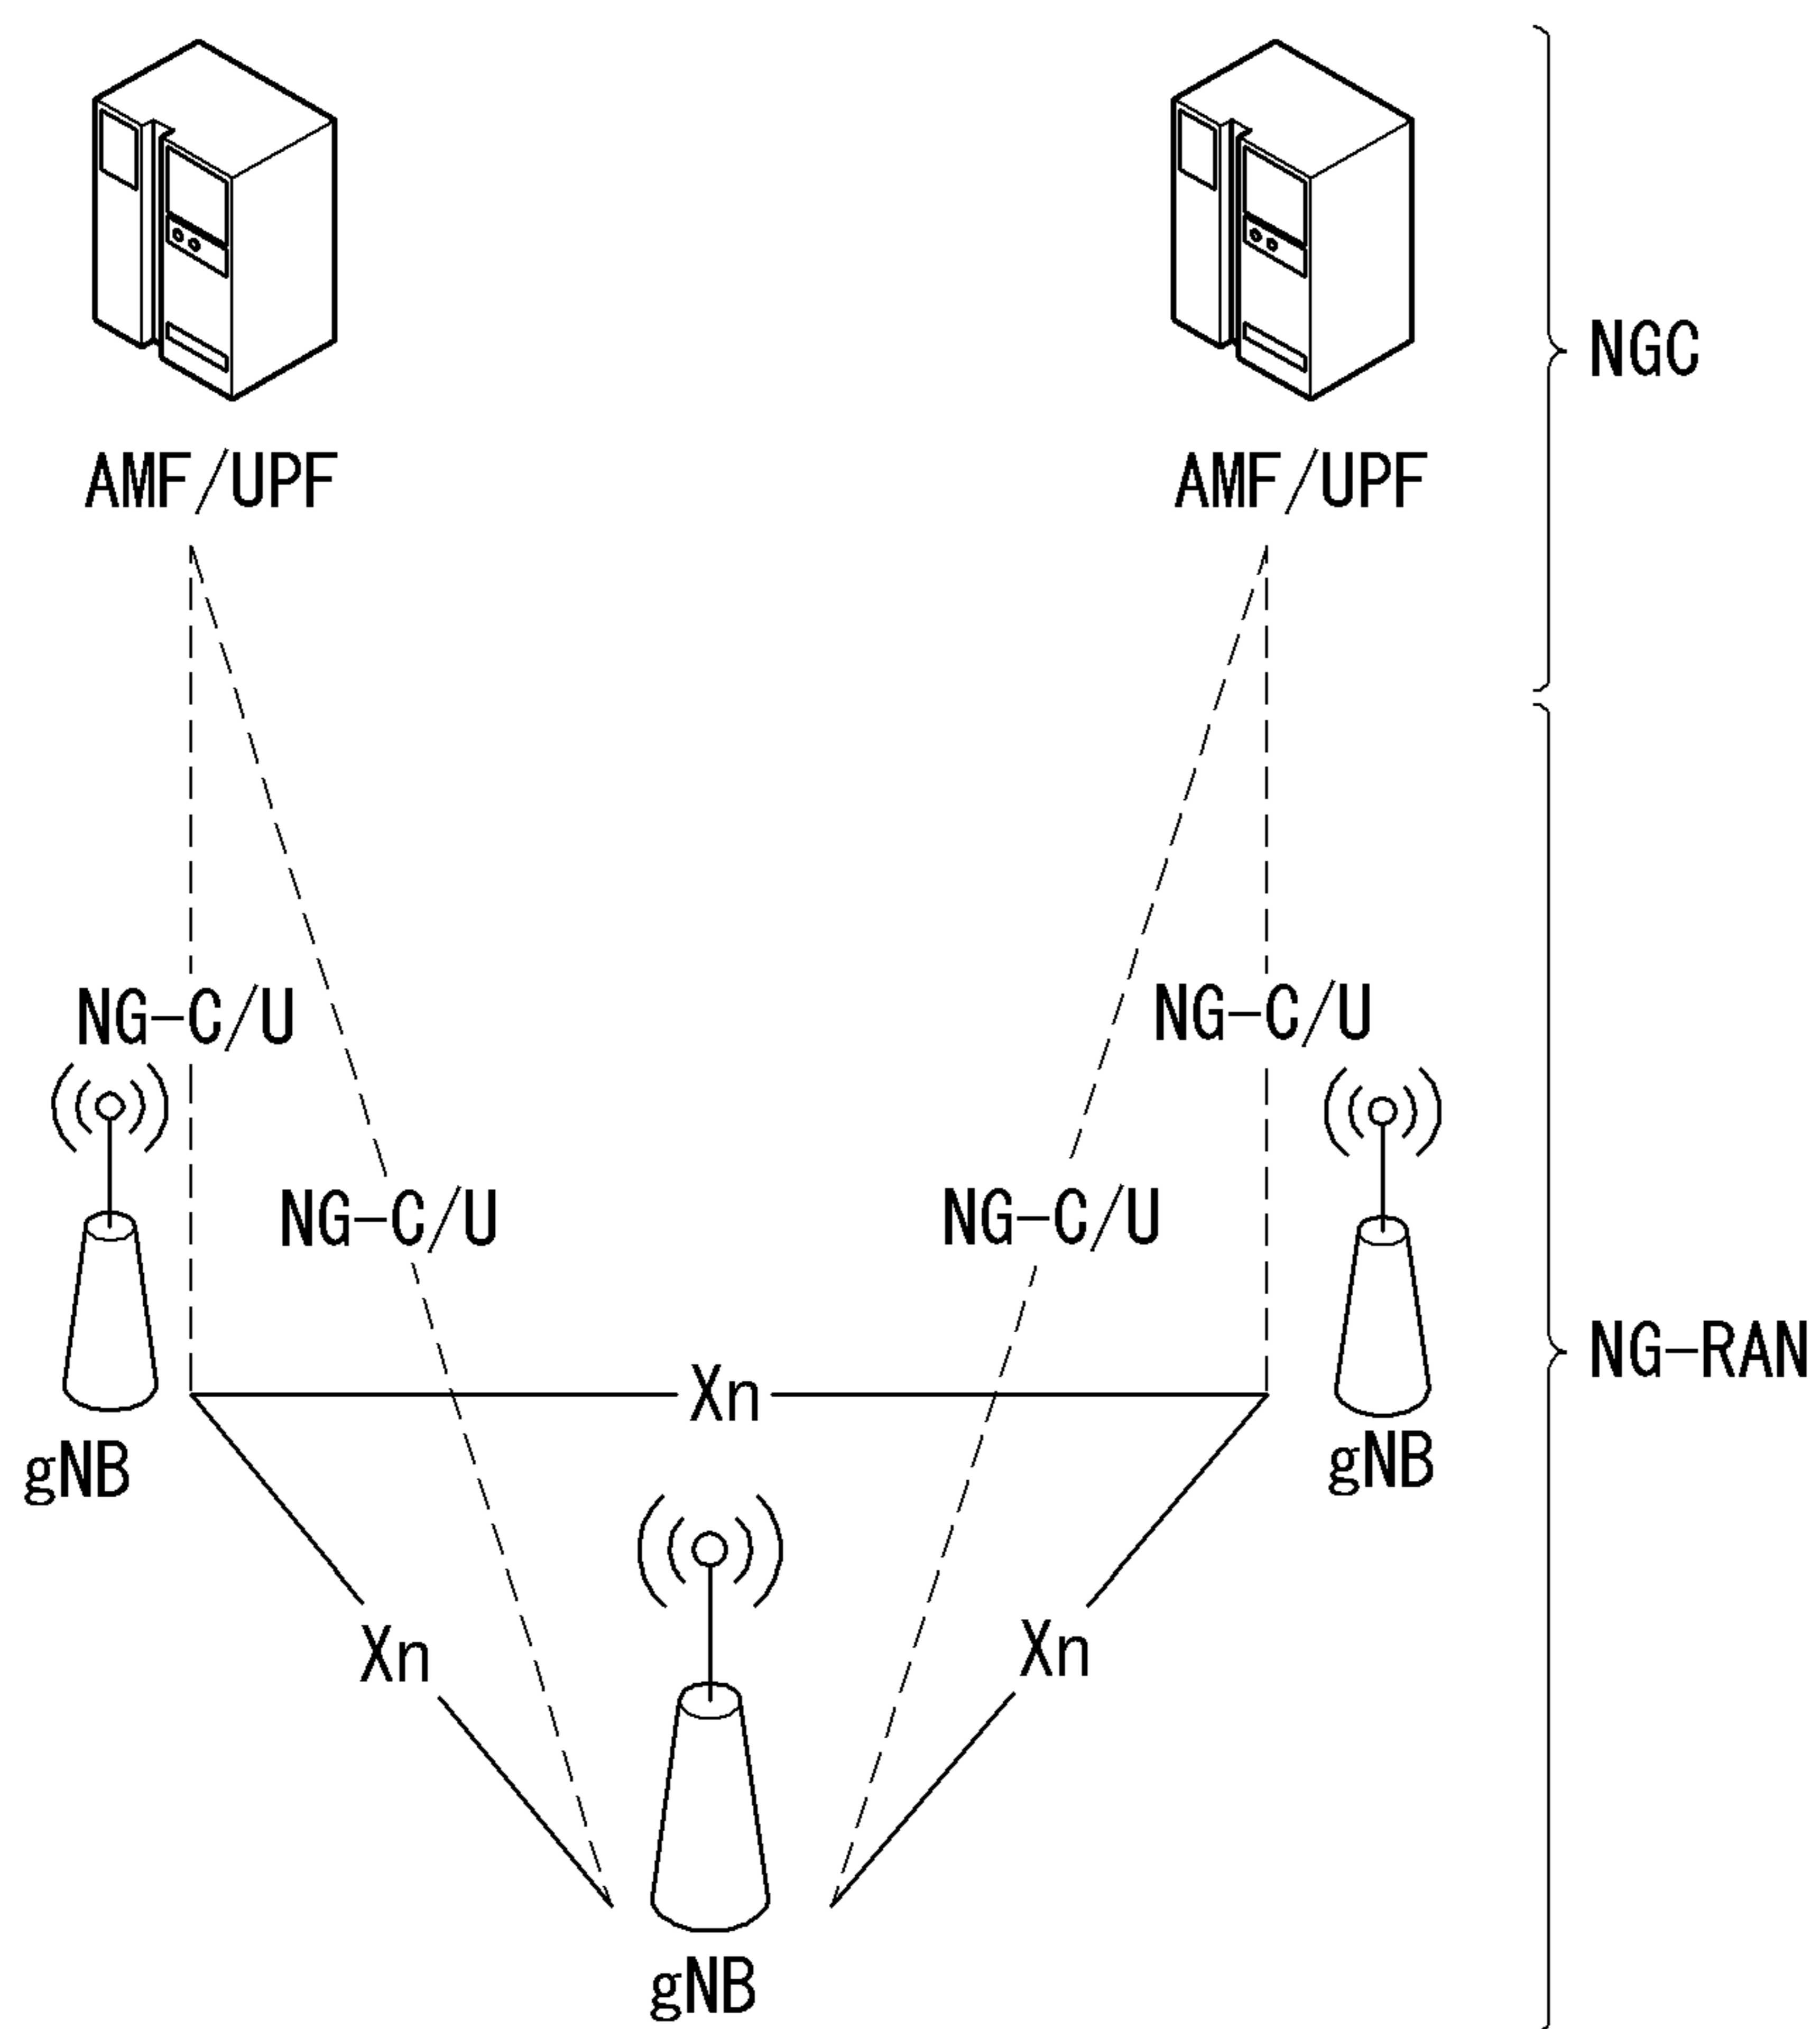 NGC
AMF/UPF
AMF/UPF
NG-C/U
NG-C/U
NG-C/U
NG-C/U
NG-RAN
Xn
gNB
gNB
Xn
Xn
gNB